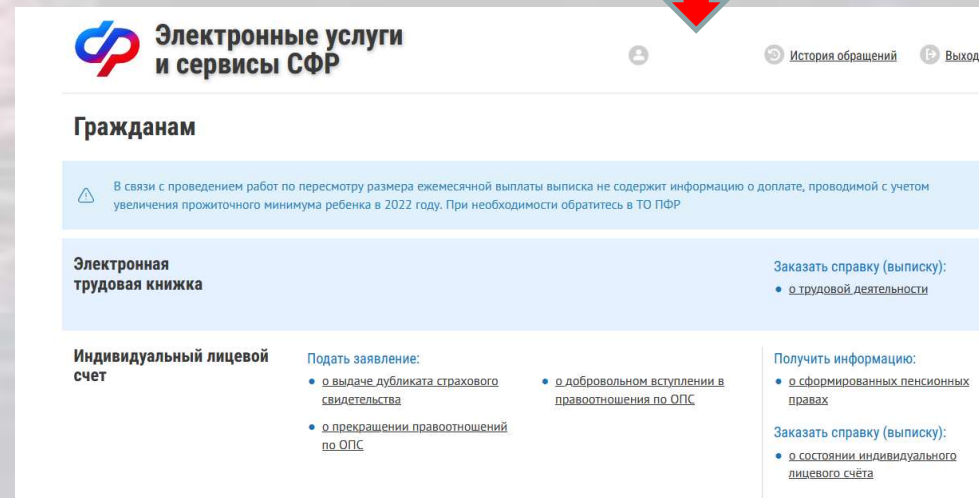 Электронные услуги
и сервисы СФР
История обращений
Выход
Гражданам
В связи с проведением работ по пересмотру размера ежемесячной выплаты выписка не содержит информацию о доплате, проводимой с учетом
увеличения прожиточного минимума ребенка в 2022 году. При необходимости обратитесь в ТО ПФР
Электронная
трудовая книжка
Заказать справку (выписку):
о трудовой деятельности
Индивидуальный лицевой
счет
Подать заявление:
о выдаче дубликата страхового
свидетельства
о прекращении правоотношений
по ОПС
о добровольном вступлении в
правоотношения по ОПС
Получить информацию:
о сформированных пенсионных
правах
Заказать справку (выписку):
о состоянии индивидуального
лицевого счёта